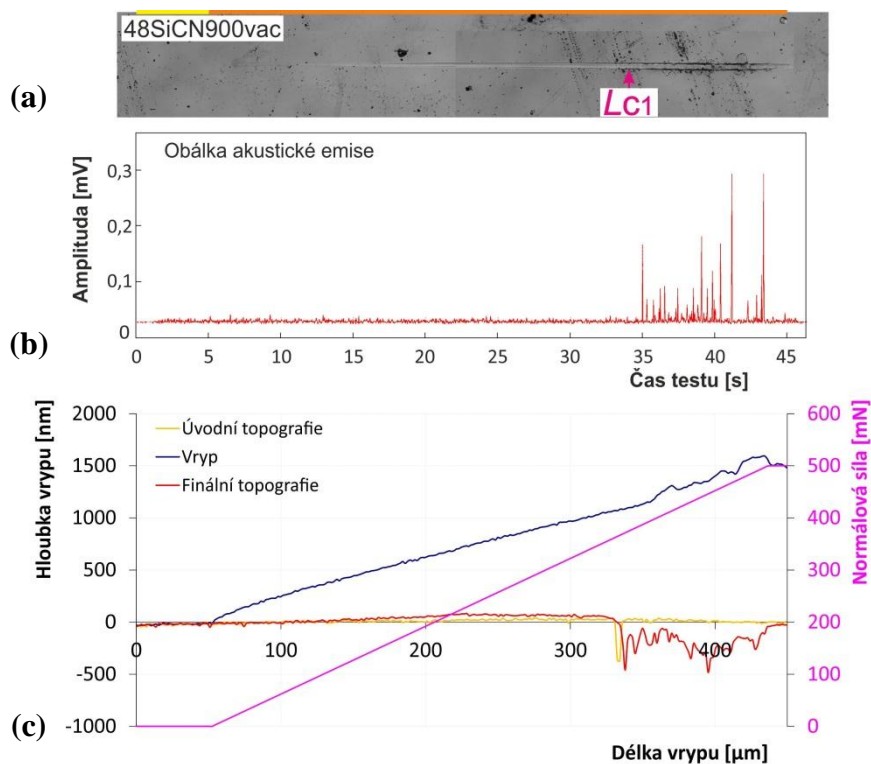 48SiCN900vac
(a)
LC1
Obálka akustické emise
Amplituda [mV]
0,3
0,2
0,1
0
(b)
0 5 10 15 20 25 30 35 40 45
Čas testu [s]
Hloubka vrypu [nm]
2000
1500
1000
500
0
-500
-1000
Úvodní topografie
Vryp
Finální topografie
600
500
400
300
200
100
0
Normálová síla [mN]
0 100 200 300 400
(c)
Délka vrypu [µm]